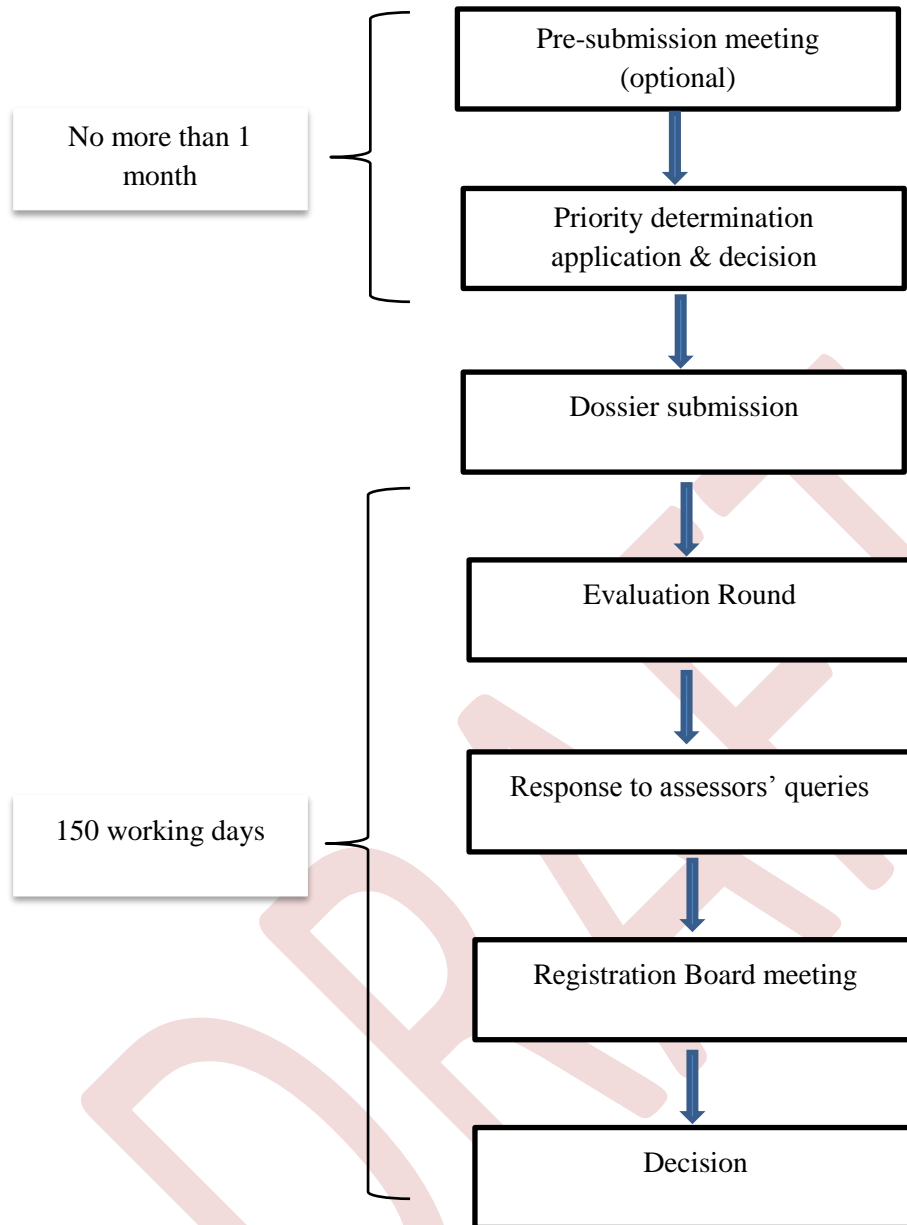 Pre-submission meeting
(optional)
No more than 1
month
Priority determination
application & decision
Dossier submission
Evaluation Round
Response to assessors’ queries
150 working days
Registration Board meeting
Decision
DRAFT